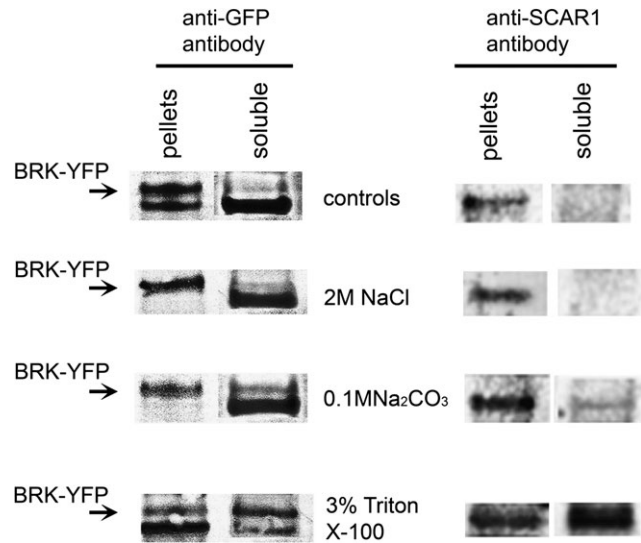 anti-GFP
antibody
anti-SCAR1
antibody
pellets
soluble
pellets
soluble
BRK-YFP
controls
BRK-YFP
2M NaCl
BRK-YFP
0.1MNa₂CO₃
BRK-YFP
3% Triton
X-100